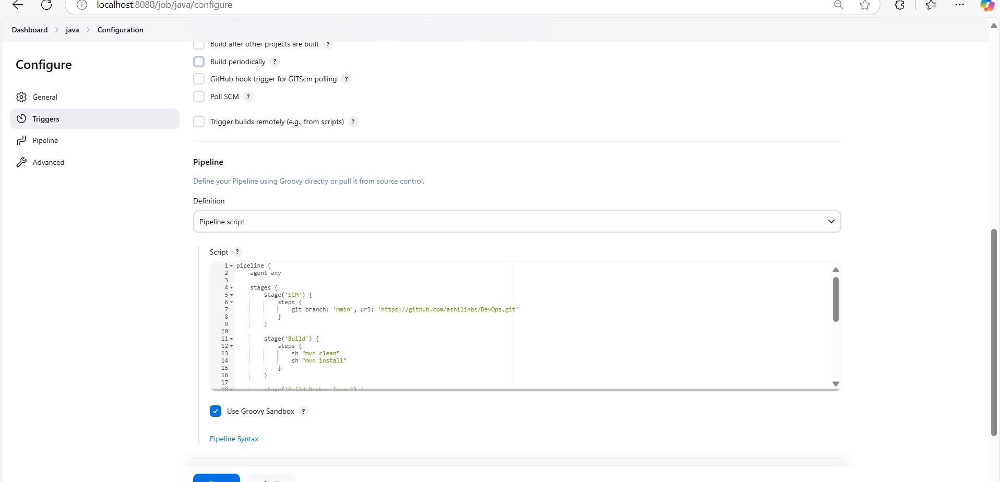 localhost:8080/job/java/configure
Dashboard > java > Configuration
Configure
General
Triggers
Pipeline
Advanced
Build after other projects are built ?
Build periodically ?
GitHub hook trigger for GITScm polling ?
Poll SCM ?
Trigger builds remotely (e.g., from scripts) ?
Pipeline
Define your Pipeline using Groovy directly or pull it from source control.
Definition
Pipeline script
Script ?
1 pipeline {
2 agent any
3
4 stages {
5 stage('SCM') {
6 steps {
7 git branch: 'main', url: 'https://github.com/ashilinbs/DevOps.git'
8 }
9 }
10
11 stage('Build') {
12 steps {
13 sh "mvn clean"
14 sh "mvn install"
15 }
16 }
17
18 stage('Build Docker Image') {
Use Groovy Sandbox ?
Pipeline Syntax